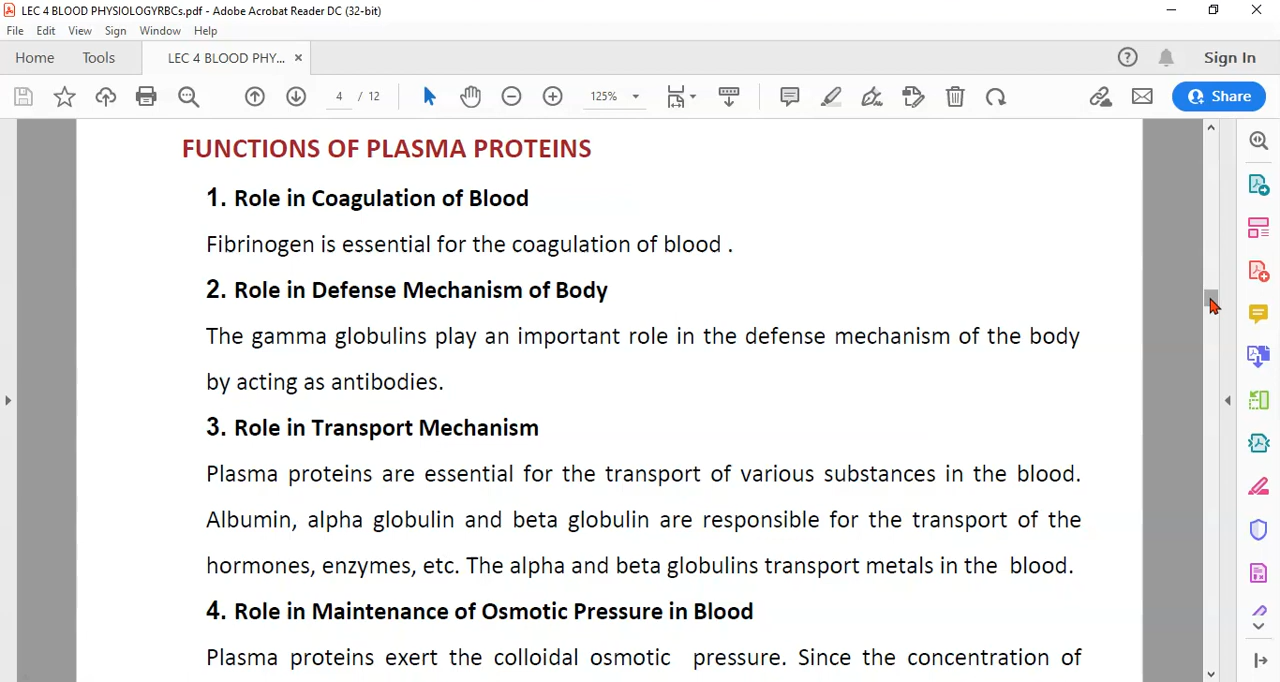 LEC 4 BLOOD PHYSIOLOGYRBCs.pdf - Adobe Acrobat Reader DC (32-bit)
File Edit View Sign Window Help
Home Tools LEC 4 BLOOD PHY... × Sign In
4 / 12 125% Share
FUNCTIONS OF PLASMA PROTEINS
1. Role in Coagulation of Blood
Fibrinogen is essential for the coagulation of blood .
2. Role in Defense Mechanism of Body
The gamma globulins play an important role in the defense mechanism of the body
by acting as antibodies.
3. Role in Transport Mechanism
Plasma proteins are essential for the transport of various substances in the blood.
Albumin, alpha globulin and beta globulin are responsible for the transport of the
hormones, enzymes, etc. The alpha and beta globulins transport metals in the blood.
4. Role in Maintenance of Osmotic Pressure in Blood
Plasma proteins exert the colloidal osmotic pressure. Since the concentration of